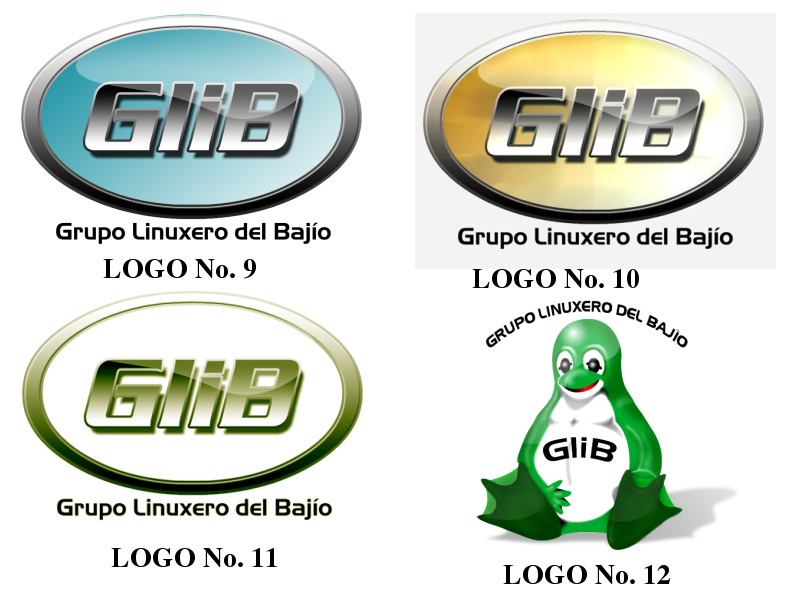 GliB
Grupo Linuxero del Bajío
LOGO No. 9
GliB
Grupo Linuxero del Bajío
LOGO No. 10
GliB
Grupo Linuxero del Bajío
LOGO No. 11
GRUPO LINUXERO DEL BAJìO
GliB
LOGO No. 12